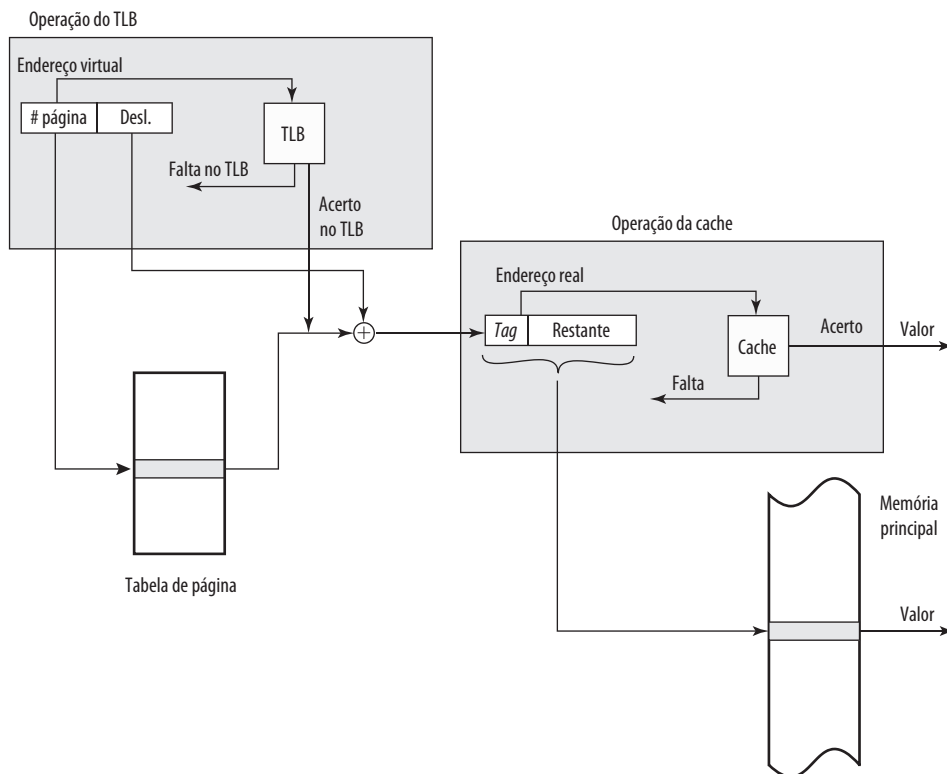 Operação do TLB
Endereço virtual
# página
Desl.
TLB
Falta no TLB
Acerto
no TLB
Operação da cache
Endereço real
Tag
Restante
Cache
Acerto
Valor
Falta
Tabela de página
Memória
principal
Valor